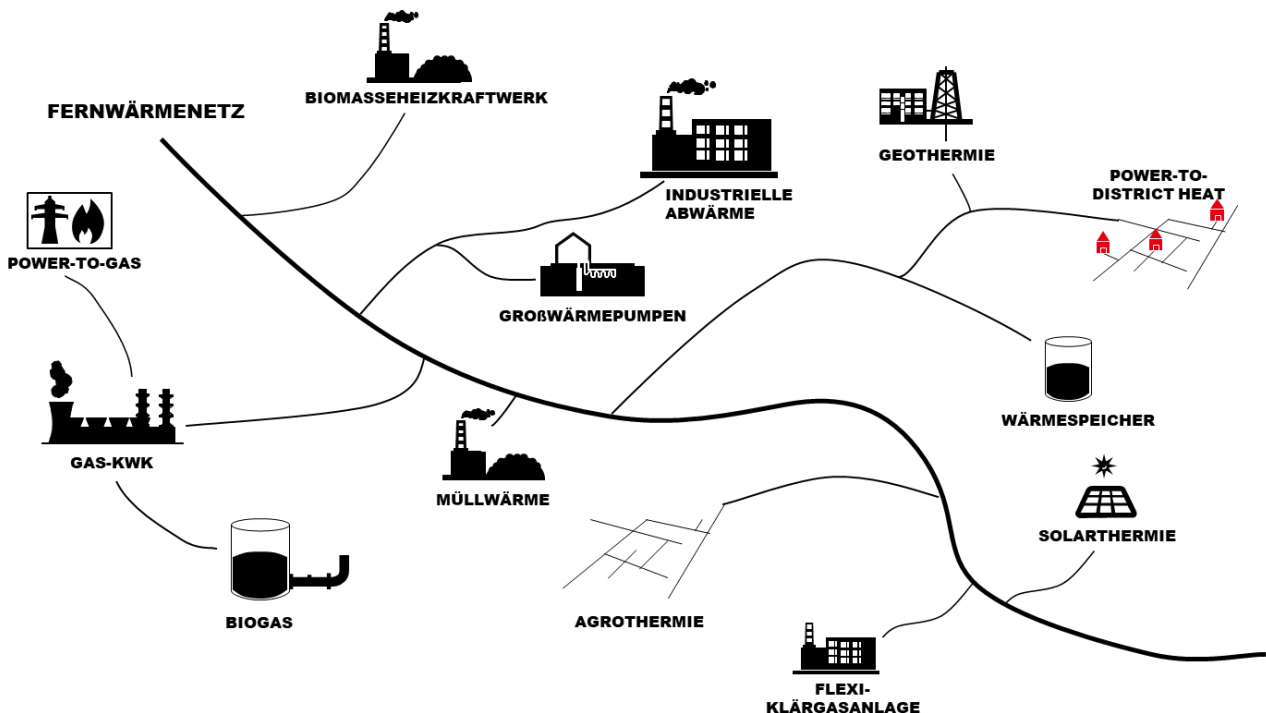 BIOMASSEHEIZKRAFTWERK
FERNWÄRMENETZ
GEOTHERMIE
POWER-TO-
DISTRICT HEAT
INDUSTRIELLE
ABWÄRME
POWER-TO-GAS
GROßWÄRMEPUMPEN
WÄRMESPEICHER
GAS-KWK
MÜLLWÄRME
SOLARTHERMIE
BIOGAS
AGROTHERMIE
FLEXI-
KLÄRGASANLAGE